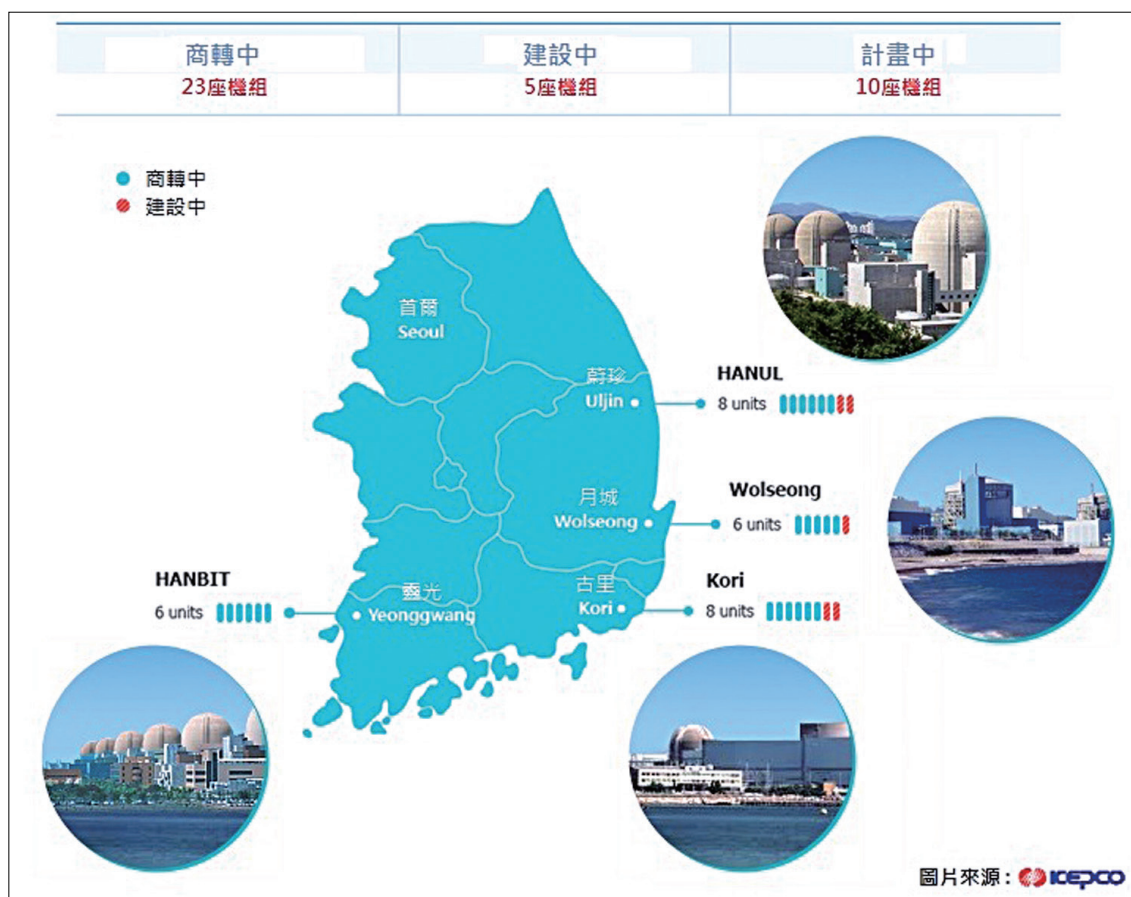 商轉中
23座機組
建設中
5座機組
計畫中
10座機組
商轉中
建設中
首爾
Seoul
蔚珍
Uljin
HANUL
8 units
月城
Wolseong
Wolseong
6 units
古里
Kori
Kori
8 units
HANBIT
6 units
靈光
Yeonggwang
圖片來源：KEPCO